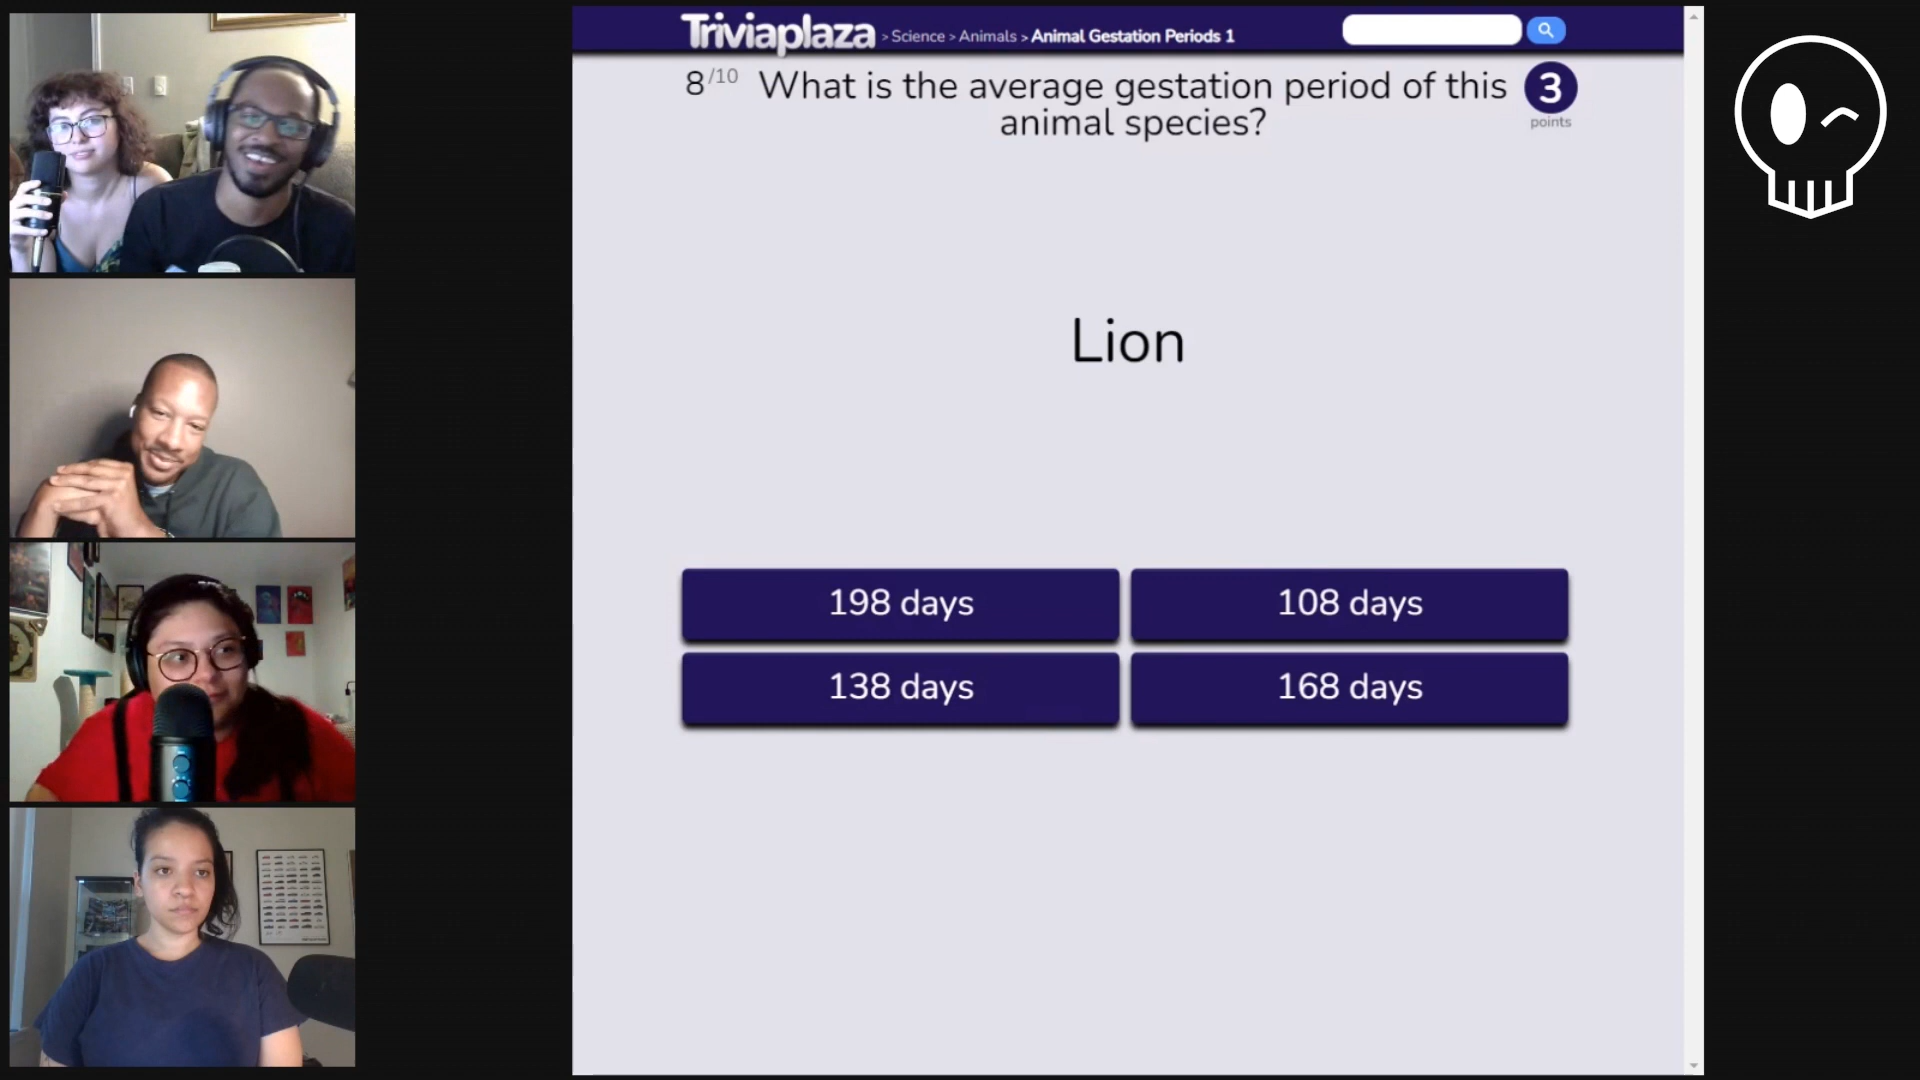 Triviaplaza > Science > Animals > Animal Gestation Periods 1
8/10 What is the average gestation period of this
animal species?
3
points
Lion
198 days
108 days
138 days
168 days